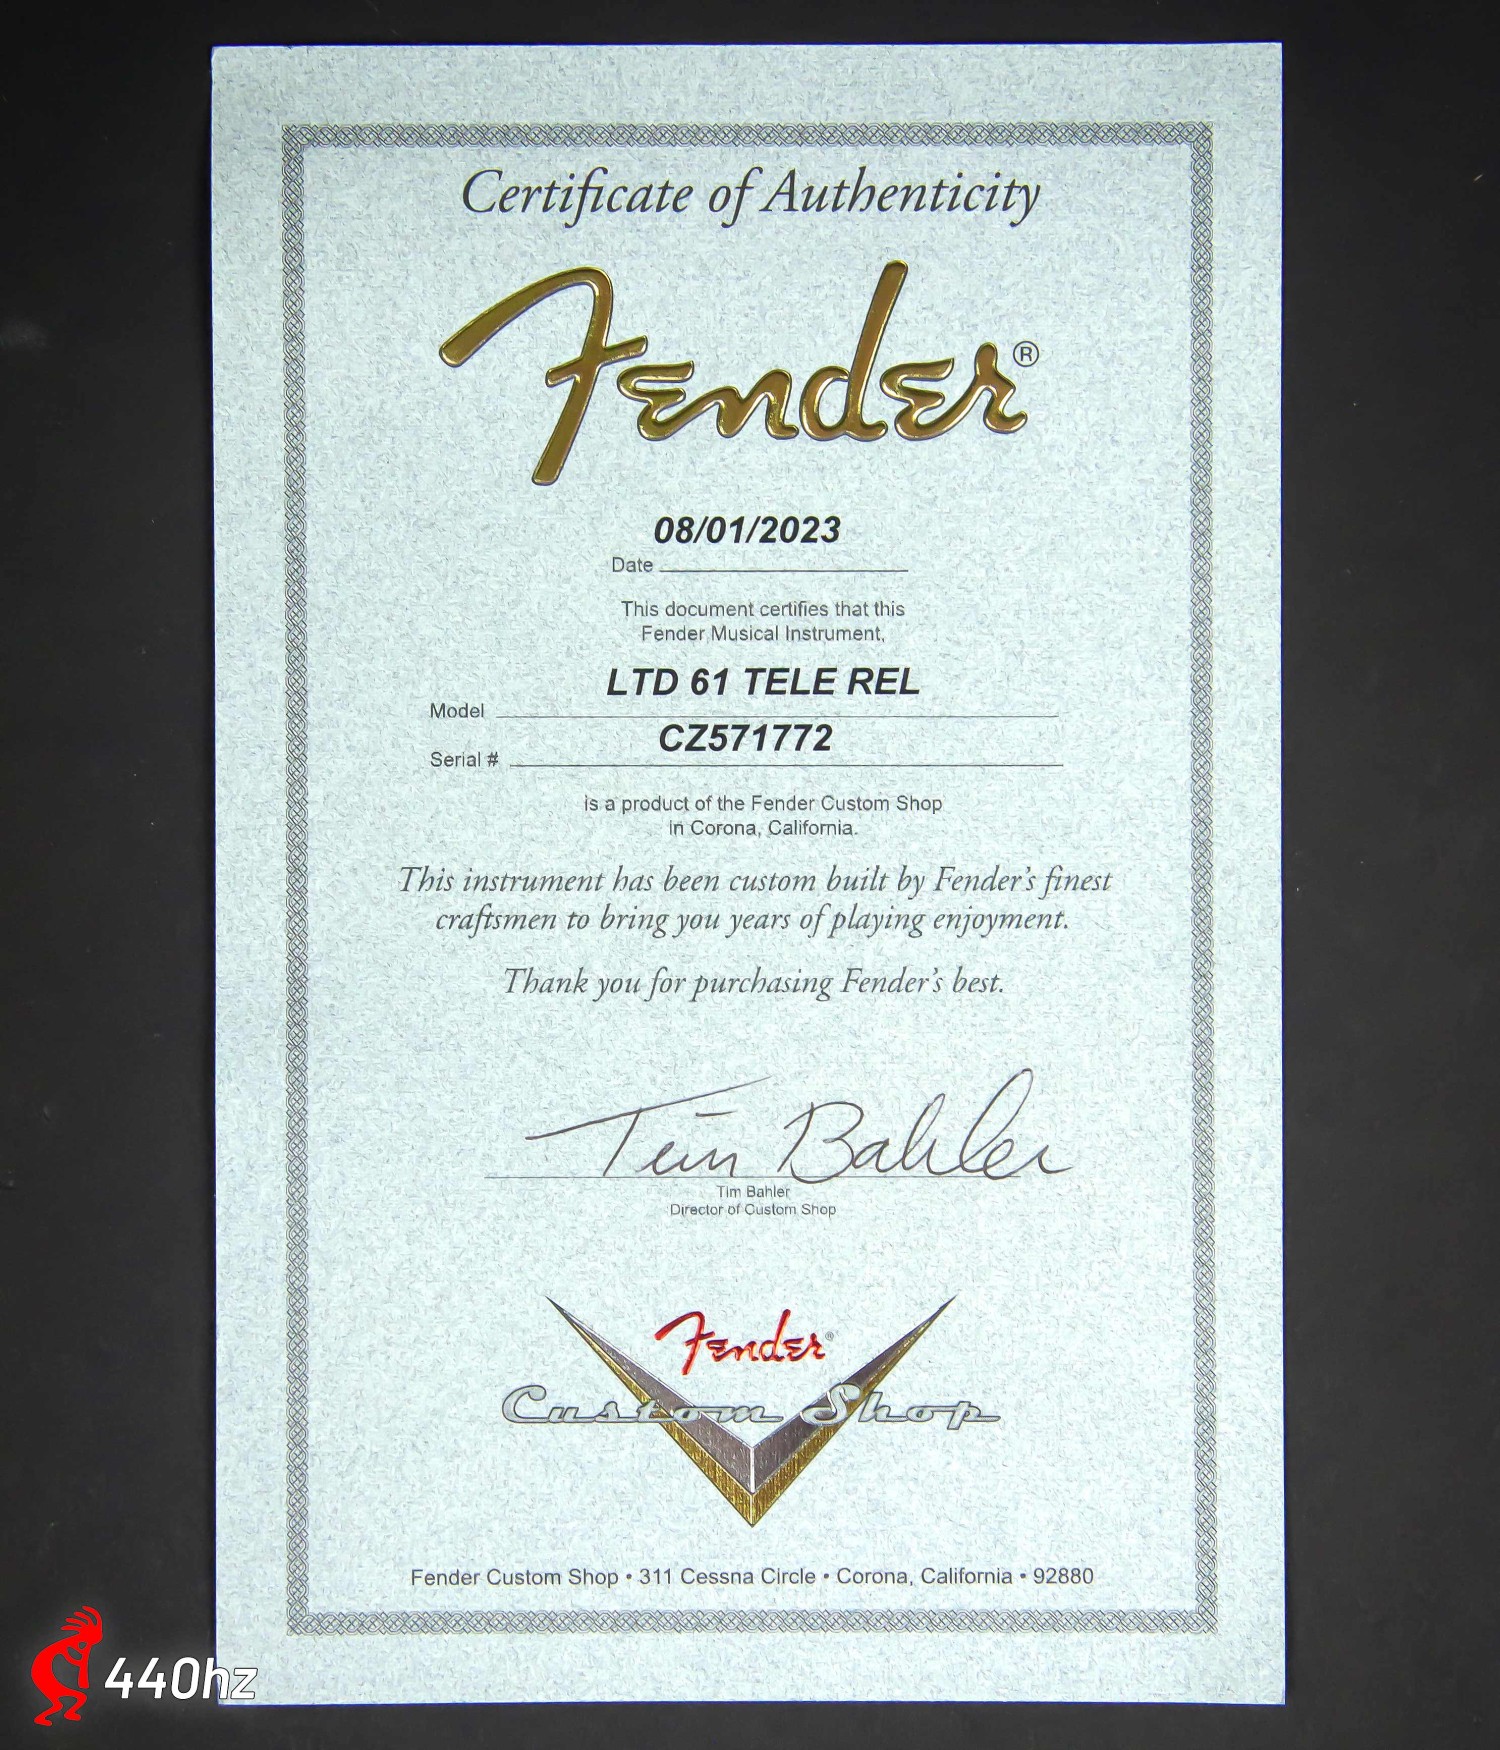 Certificate of Authenticity
Fender®
08/01/2023
Date
This document certifies that this
Fender Musical Instrument,
LTD 61 TELE REL
Model
CZ571772
Serial #
is a product of the Fender Custom Shop
in Corona, California.
This instrument has been custom built by Fender's finest
craftsmen to bring you years of playing enjoyment.
Thank you for purchasing Fender's best.
Tim Bahler
Tim Bahler
Director of Custom Shop
Fender®
Custom Shop
Fender Custom Shop • 311 Cessna Circle • Corona, California • 92880
440hz